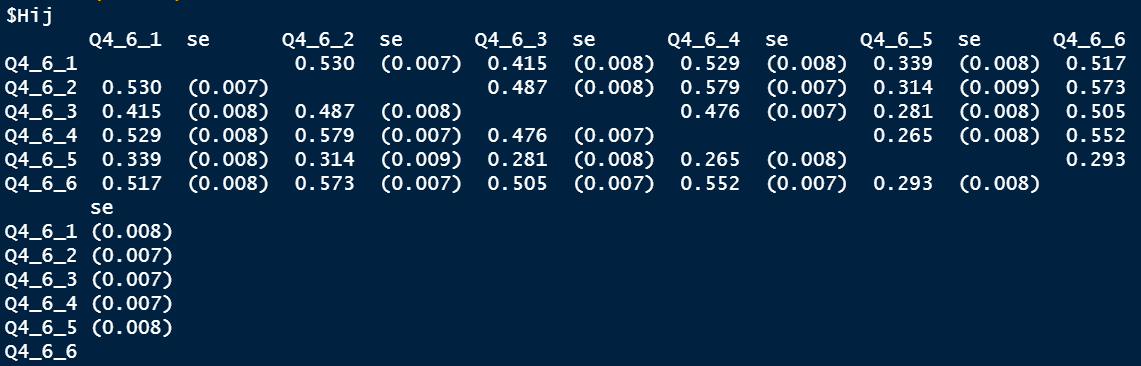 $Hij
       Q4_6_1  se      Q4_6_2  se      Q4_6_3  se      Q4_6_4  se      Q4_6_5  se      Q4_6_6
Q4_6_1                  0.530  (0.007)  0.415  (0.008)  0.529  (0.008)  0.339  (0.008)  0.517
Q4_6_2  0.530  (0.007)                  0.487  (0.008)  0.579  (0.007)  0.314  (0.009)  0.573
Q4_6_3  0.415  (0.008)  0.487  (0.008)                  0.476  (0.007)  0.281  (0.008)  0.505
Q4_6_4  0.529  (0.008)  0.579  (0.007)  0.476  (0.007)                  0.265  (0.008)  0.552
Q4_6_5  0.339  (0.008)  0.314  (0.009)  0.281  (0.008)  0.265  (0.008)                  0.293
Q4_6_6  0.517  (0.008)  0.573  (0.007)  0.505  (0.007)  0.552  (0.007)  0.293  (0.008)
       se
Q4_6_1 (0.008)
Q4_6_2 (0.007)
Q4_6_3 (0.007)
Q4_6_4 (0.007)
Q4_6_5 (0.008)
Q4_6_6